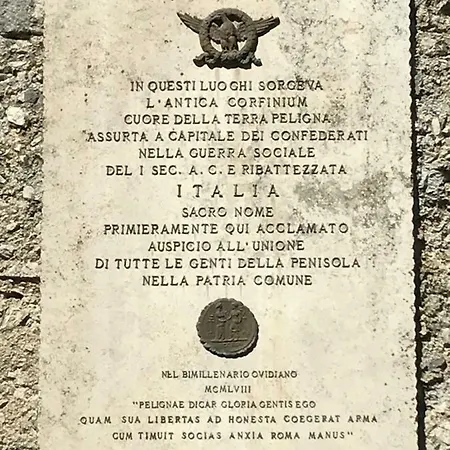 IN QUESTI LUOGHI SORGEVA
L'ANTICA CORFINIUM
CUORE DELLA TERRA PELIGNA
ASSURTA A CAPITALE DEI CONFEDERATI
NELLA GUERRA SOCIALE
DEL I SEC. A. C. E RIBATTEZZATA
ITALIA
SACRO NOME
PRIMIERAMENTE QUI ACCLAMATO
AUSPICIO ALL'UNIONE
DI TUTTE LE GENTI DELLA PENISOLA
NELLA PATRIA COMUNE
NEL BIMILLENARIO OVIDIANO
MCMLVIII
"PELIGNAE DICAR GLORIA GENTIS EGO
QUAM SUA LIBERTAS AD HONESTA COEGERAT ARMA
CUM TIMUIT SOCIAS ANXIA ROMA MANUS"